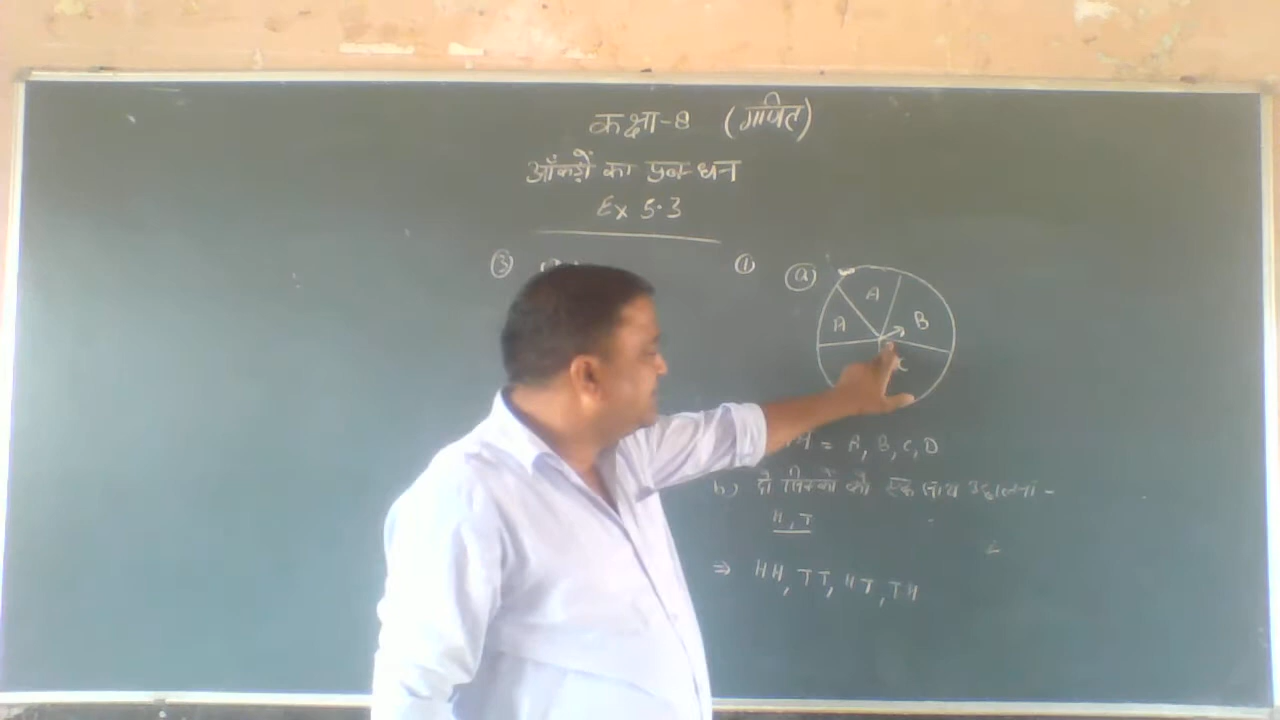 कक्षा-8 (गणित)
आँकड़ों का प्रबन्धन
Ex 5.3
③
① ⓐ
A
A B
C
= A, B, C, D
b) दो सिक्कों को एक साथ उछालना -
H, T
⇒ HH, TT, HT, TH